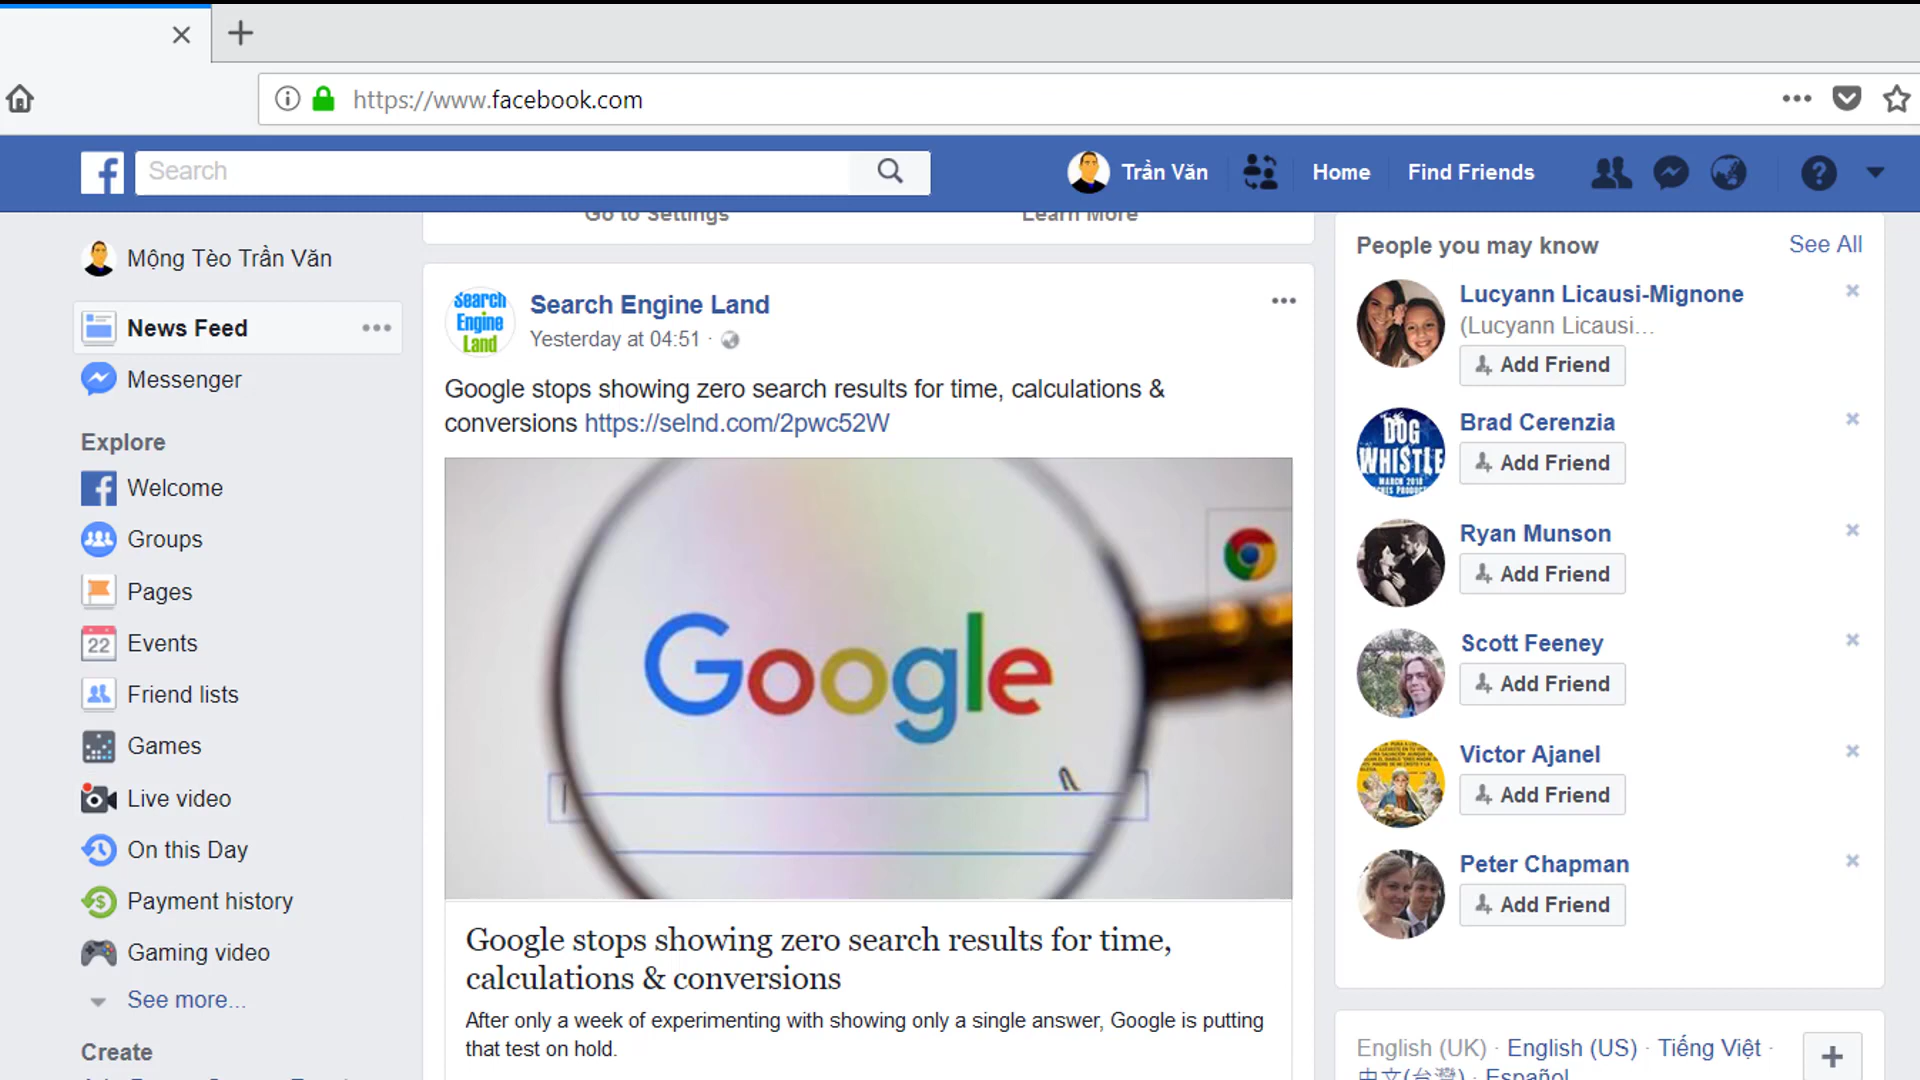 https://www.facebook.com
Search
Trần Văn
Home
Find Friends
Go to Settings
Learn More
Mộng Tèo Trần Văn
News Feed
Messenger
Explore
Welcome
Groups
Pages
22
Events
Friend lists
Games
Live video
On this Day
Payment history
Gaming video
See more...
Create
Search
Engine
Land
Search Engine Land
Yesterday at 04:51 ·
Google stops showing zero search results for time, calculations &
conversions https://selnd.com/2pwc52W
Google
Google stops showing zero search results for time,
calculations & conversions
After only a week of experimenting with showing only a single answer, Google is putting
that test on hold.
People you may know
See All
Lucyann Licausi-Mignone
(Lucyann Licausi...
Add Friend
DOG
WHISTLE
MARCH 2018
Brad Cerenzia
Add Friend
Ryan Munson
Add Friend
Scott Feeney
Add Friend
Victor Ajanel
Add Friend
Peter Chapman
Add Friend
English (UK) · English (US) · Tiếng Việt ·
中文(台灣) · Español